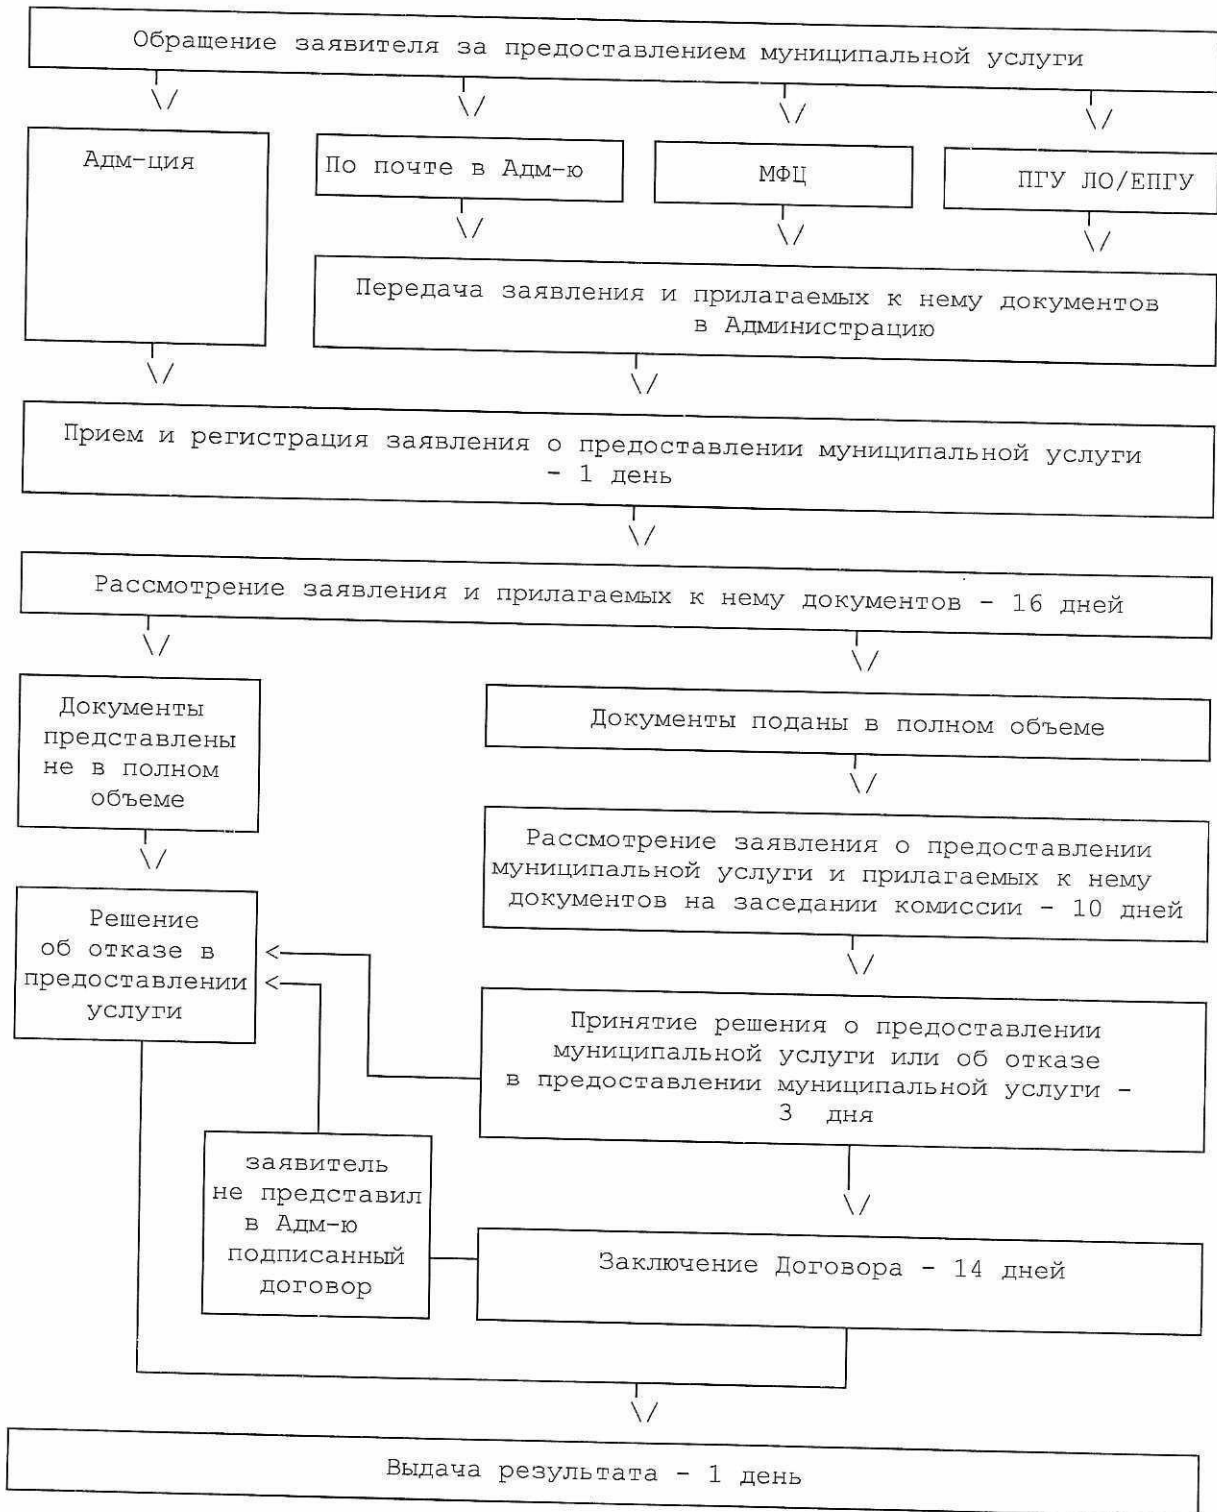 Обращение заявителя за предоставлением муниципальной услуги
\/ \/ \/ \/
Адм-ция
По почте в Адм-ю
МФЦ
ПГУ ЛО/ЕПГУ
\/ \/ \/
Передача заявления и прилагаемых к нему документов
в Администрацию
\/ \/
Прием и регистрация заявления о предоставлении муниципальной услуги
- 1 день
\/
Рассмотрение заявления и прилагаемых к нему документов - 16 дней
\/ \/
Документы
представлены
не в полном
объеме
Документы поданы в полном объеме
\/
\/
Рассмотрение заявления о предоставлении
муниципальной услуги и прилагаемых к нему
документов на заседании комиссии - 10 дней
\/
Решение
об отказе в
предоставлении
услуги
<
<
Принятие решения о предоставлении
муниципальной услуги или об отказе
в предоставлении муниципальной услуги -
3 дня
\/
заявитель
не представил
в Адм-ю
подписанный
договор
Заключение Договора - 14 дней
\/
Выдача результата - 1 день